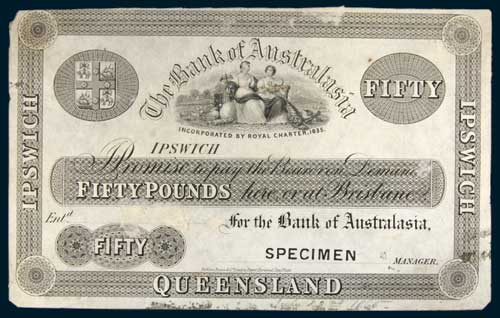 The Bank of Australasia
INCORPORATED BY ROYAL CHARTER, 1835.
FIFTY
IPSWICH
IPSWICH
IPSWICH
I Promise to pay the Bearer on Demand
FIFTY POUNDS here, or at Brisbane
Entd
For the Bank of Australasia,
FIFTY
SPECIMEN
MANAGER.
QUEENSLAND